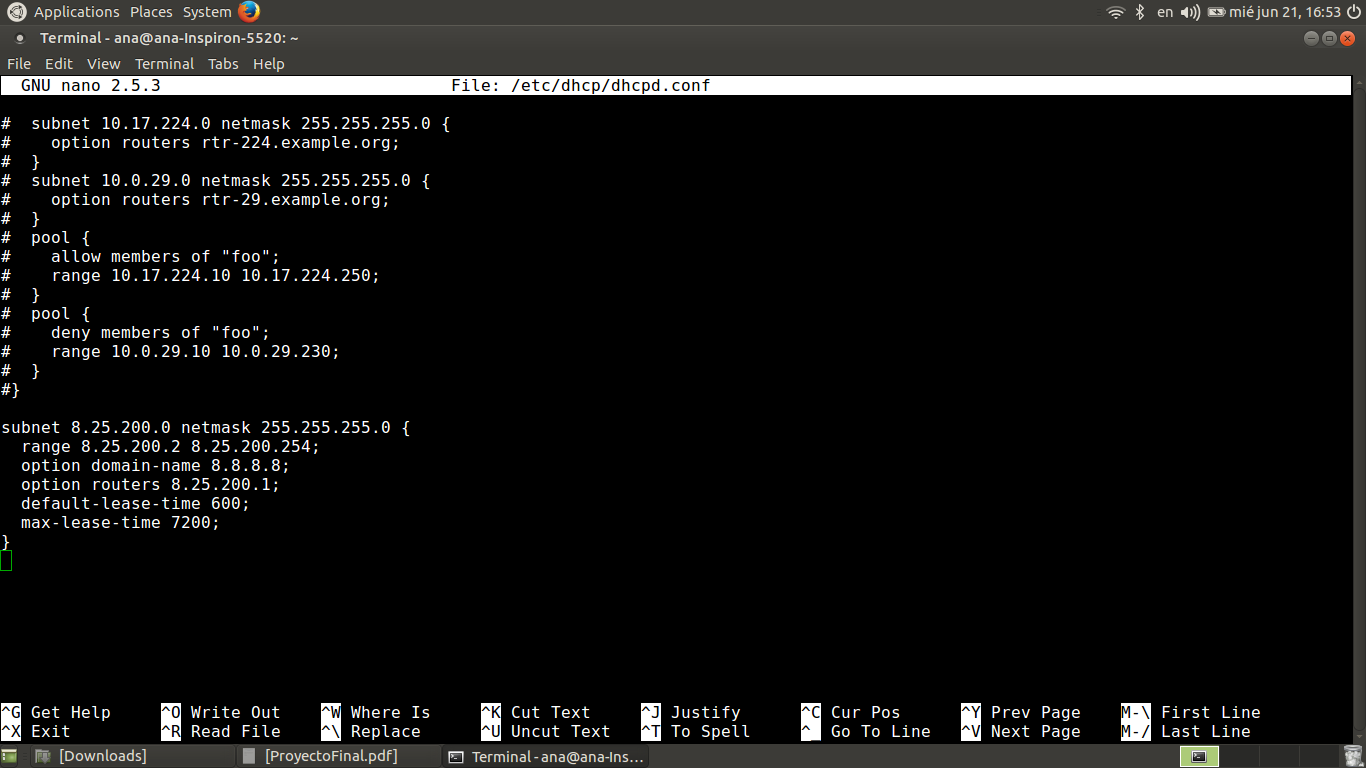 Applications Places System en mié jun 21, 16:53
Terminal - ana@ana-Inspiron-5520: ~
File Edit View Terminal Tabs Help
GNU nano 2.5.3 File: /etc/dhcp/dhcpd.conf
#  subnet 10.17.224.0 netmask 255.255.255.0 {
#    option routers rtr-224.example.org;
#  }
#  subnet 10.0.29.0 netmask 255.255.255.0 {
#    option routers rtr-29.example.org;
#  }
#  pool {
#    allow members of "foo";
#    range 10.17.224.10 10.17.224.250;
#  }
#  pool {
#    deny members of "foo";
#    range 10.0.29.10 10.0.29.230;
#  }
#}
subnet 8.25.200.0 netmask 255.255.255.0 {
  range 8.25.200.2 8.25.200.254;
  option domain-name 8.8.8.8;
  option routers 8.25.200.1;
  default-lease-time 600;
  max-lease-time 7200;
}
^G Get Help ^O Write Out ^W Where Is ^K Cut Text ^J Justify ^C Cur Pos ^Y Prev Page M-\ First Line
^X Exit ^R Read File ^\ Replace ^U Uncut Text ^T To Spell ^_ Go To Line ^V Next Page M-/ Last Line
[Downloads] [ProyectoFinal.pdf] Terminal - ana@ana-Ins...